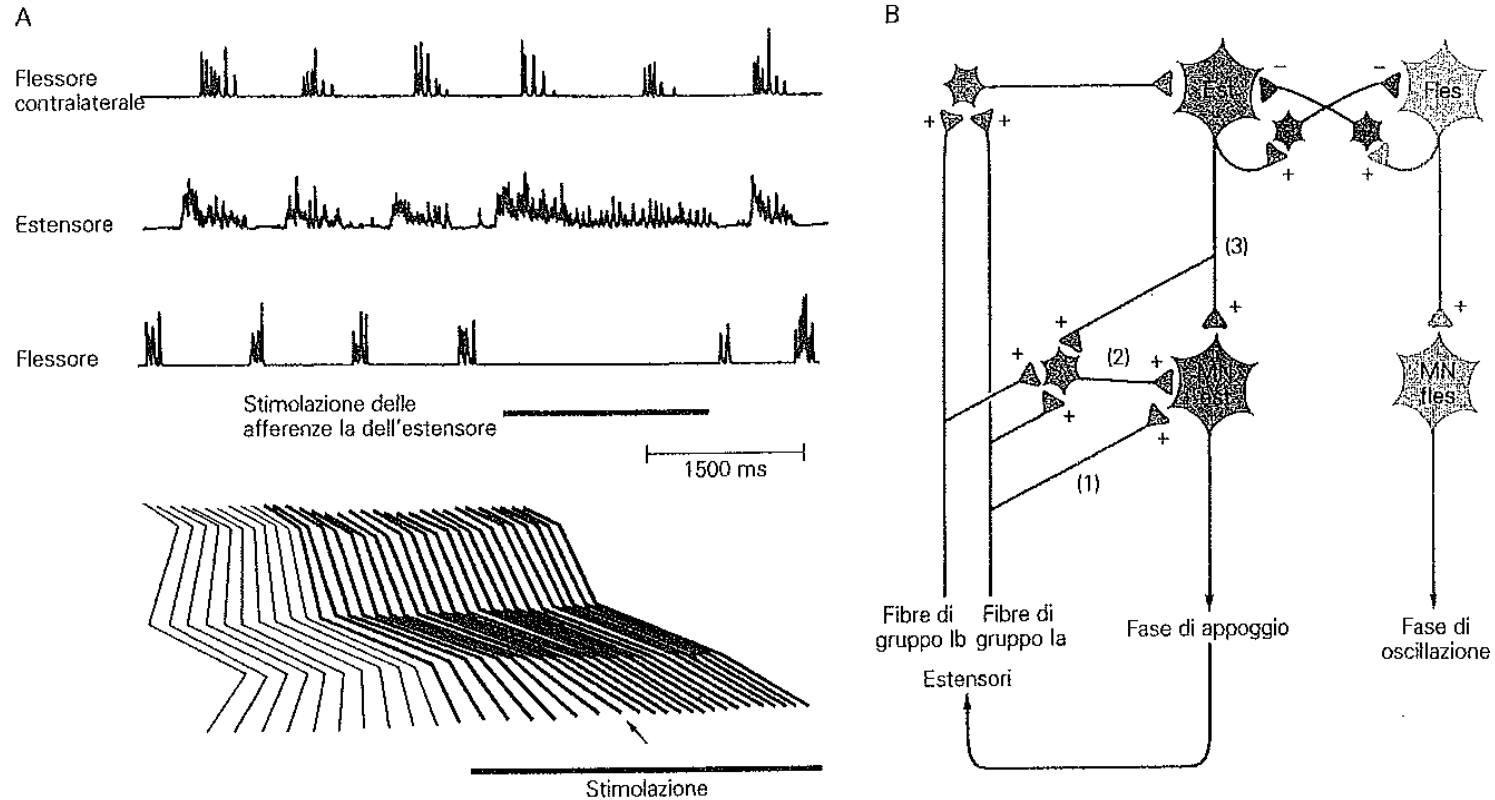 A
Flessore
contralaterale
Estensore
Flessore
Stimolazione delle
afferenze Ia dell'estensore
1500 ms
Stimolazione
B
Est
Fles
−
−
+
+
+
+
(3)
+
+
+
+
(2)
+
MN
est
MN
fles
+
+
(1)
Fibre di
gruppo Ib
Fibre di
gruppo Ia
Estensori
Fase di appoggio
Fase di
oscillazione